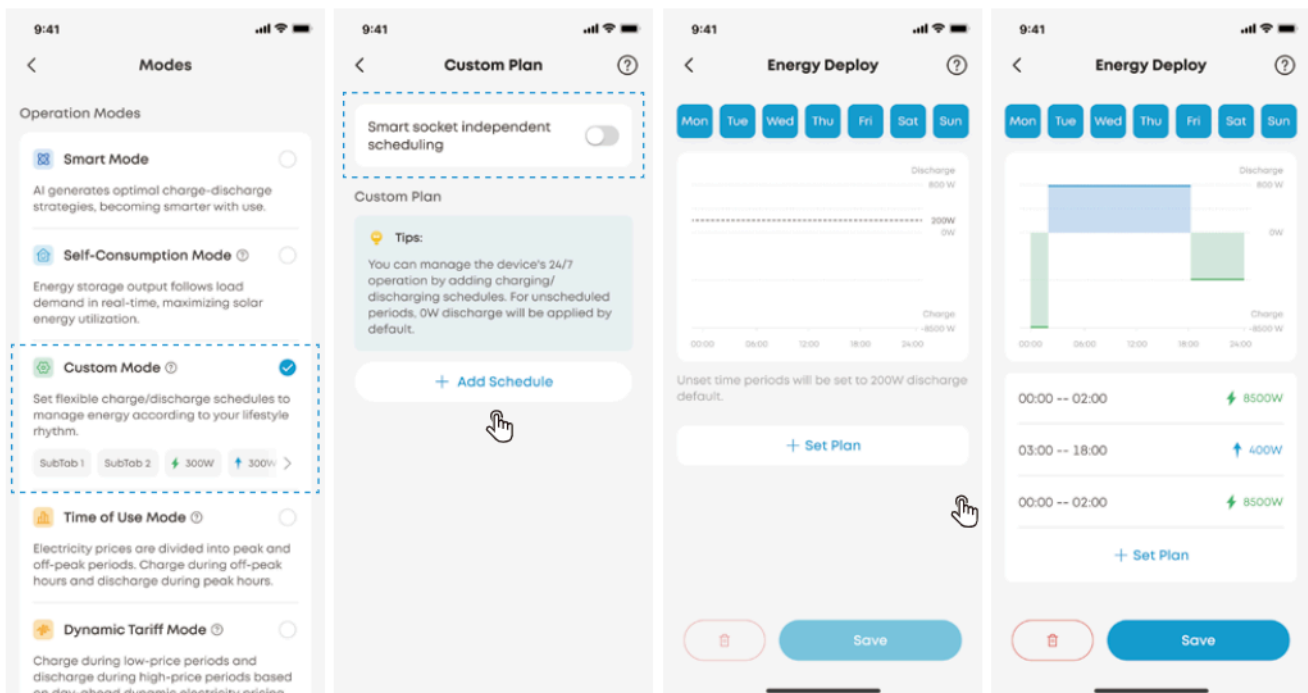 9:41
Modes
Operation Modes
Smart Mode
AI generates optimal charge-discharge
strategies, becoming smarter with use.
Self-Consumption Mode
Energy storage output follows load
demand in real-time, maximizing solar
energy utilization.
Custom Mode
Set flexible charge/discharge schedules to
manage energy according to your lifestyle
rhythm.
SubTab 1 SubTab 2 300W 300W
Time of Use Mode
Electricity prices are divided into peak and
off-peak periods. Charge during off-peak
hours and discharge during peak hours.
Dynamic Tariff Mode
Charge during low-price periods and
discharge during high-price periods based
on day-ahead dynamic electricity pricing
9:41
Custom Plan
Smart socket independent
scheduling
Custom Plan
Tips:
You can manage the device's 24/7
operation by adding charging/
discharging schedules. For unscheduled
periods, 0W discharge will be applied by
default.
+ Add Schedule
9:41
Energy Deploy
Mon Tue Wed Thu Fri Sat Sun
Discharge
800 W
200W
0W
Charge
-8500 W
00:00 06:00 12:00 18:00 24:00
Unset time periods will be set to 200W discharge
default.
+ Set Plan
Save
9:41
Energy Deploy
Mon Tue Wed Thu Fri Sat Sun
Discharge
800 W
0W
Charge
-8500 W
00:00 06:00 12:00 18:00 24:00
00:00 -- 02:00 8500W
03:00 -- 18:00 400W
00:00 -- 02:00 8500W
+ Set Plan
Save